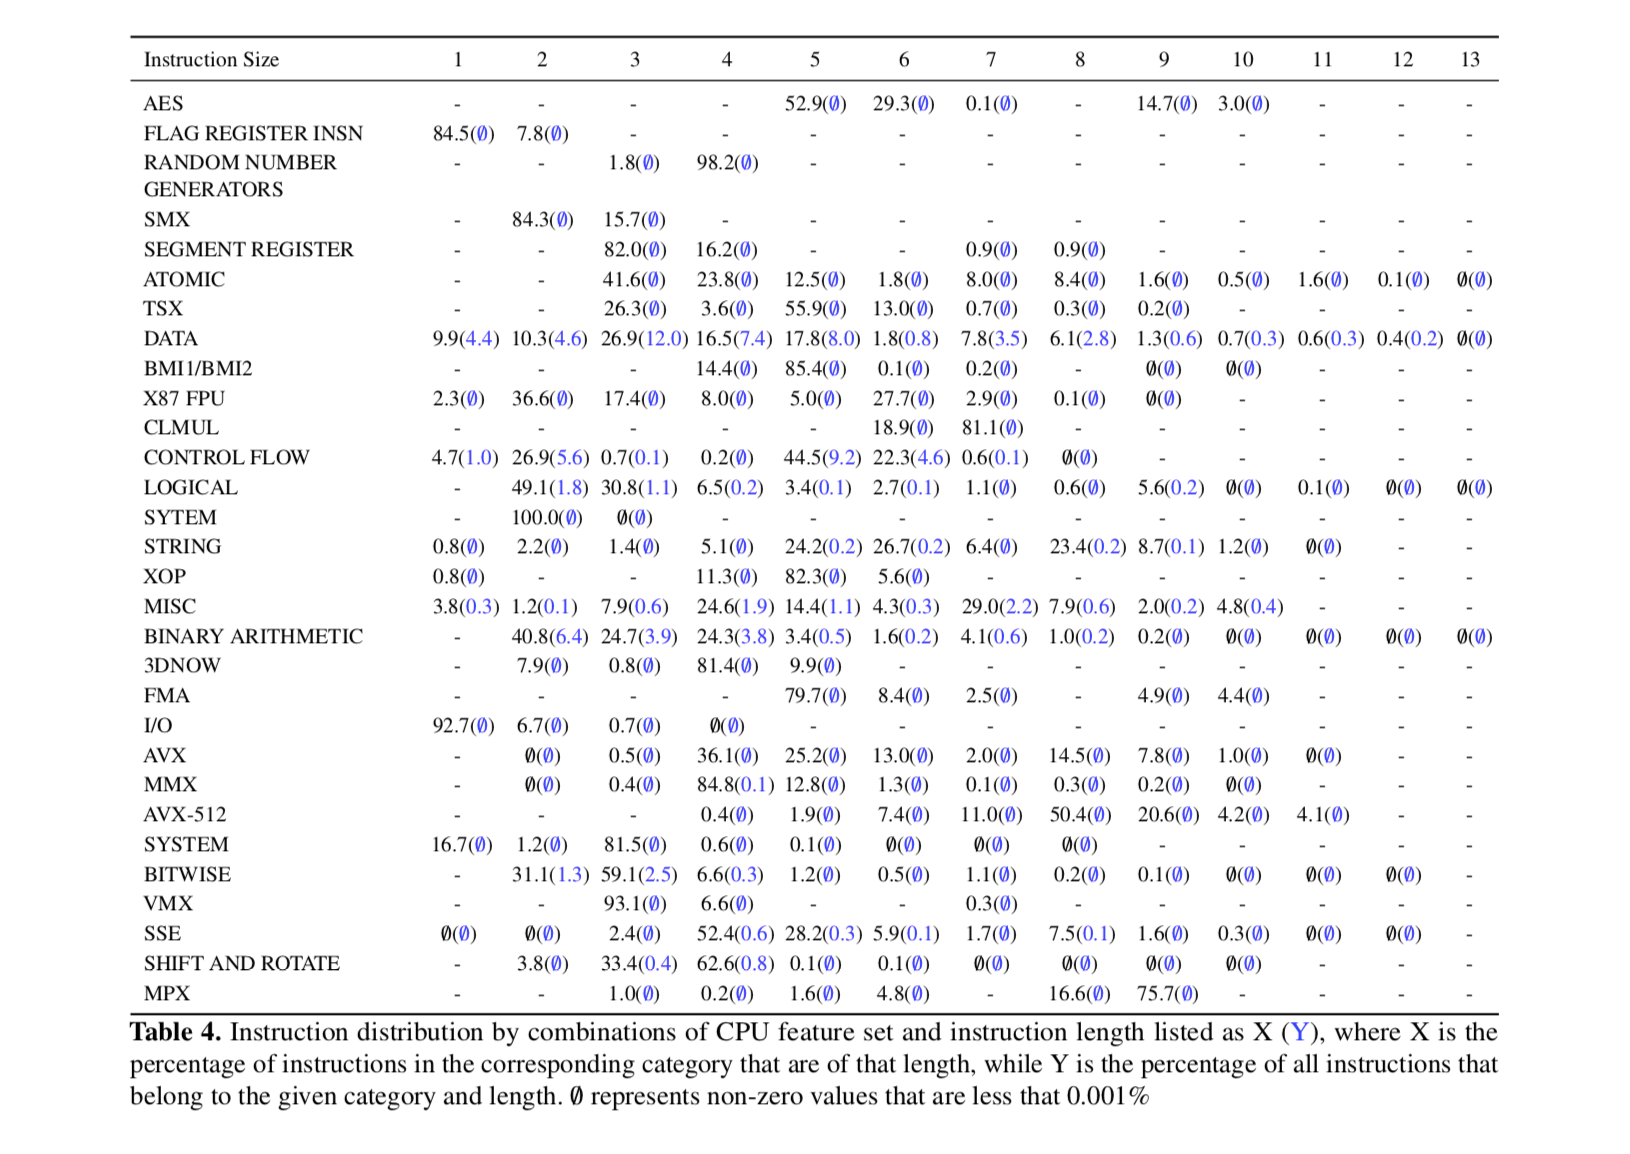 Instruction Size 1 2 3 4 5 6 7 8 9 10 11 12 13
AES - - - - 52.9(∅) 29.3(∅) 0.1(∅) - 14.7(∅) 3.0(∅) - - -
FLAG REGISTER INSN 84.5(∅) 7.8(∅) - - - - - - - - - - -
RANDOM NUMBER - - 1.8(∅) 98.2(∅) - - - - - - - - -
GENERATORS
SMX - 84.3(∅) 15.7(∅) - - - - - - - - - -
SEGMENT REGISTER - - 82.0(∅) 16.2(∅) - - 0.9(∅) 0.9(∅) - - - - -
ATOMIC - - 41.6(∅) 23.8(∅) 12.5(∅) 1.8(∅) 8.0(∅) 8.4(∅) 1.6(∅) 0.5(∅) 1.6(∅) 0.1(∅) ∅(∅)
TSX - - 26.3(∅) 3.6(∅) 55.9(∅) 13.0(∅) 0.7(∅) 0.3(∅) 0.2(∅) - - - -
DATA 9.9(4.4) 10.3(4.6) 26.9(12.0) 16.5(7.4) 17.8(8.0) 1.8(0.8) 7.8(3.5) 6.1(2.8) 1.3(0.6) 0.7(0.3) 0.6(0.3) 0.4(0.2) ∅(∅)
BMI1/BMI2 - - - 14.4(∅) 85.4(∅) 0.1(∅) 0.2(∅) - ∅(∅) ∅(∅) - - -
X87 FPU 2.3(∅) 36.6(∅) 17.4(∅) 8.0(∅) 5.0(∅) 27.7(∅) 2.9(∅) 0.1(∅) ∅(∅) - - - -
CLMUL - - - - - 18.9(∅) 81.1(∅) - - - - - -
CONTROL FLOW 4.7(1.0) 26.9(5.6) 0.7(0.1) 0.2(∅) 44.5(9.2) 22.3(4.6) 0.6(0.1) ∅(∅) - - - - -
LOGICAL - 49.1(1.8) 30.8(1.1) 6.5(0.2) 3.4(0.1) 2.7(0.1) 1.1(∅) 0.6(∅) 5.6(0.2) ∅(∅) 0.1(∅) ∅(∅) ∅(∅)
SYTEM - 100.0(∅) ∅(∅) - - - - - - - - - -
STRING 0.8(∅) 2.2(∅) 1.4(∅) 5.1(∅) 24.2(0.2) 26.7(0.2) 6.4(∅) 23.4(0.2) 8.7(0.1) 1.2(∅) ∅(∅) - -
XOP 0.8(∅) - - 11.3(∅) 82.3(∅) 5.6(∅) - - - - - - -
MISC 3.8(0.3) 1.2(0.1) 7.9(0.6) 24.6(1.9) 14.4(1.1) 4.3(0.3) 29.0(2.2) 7.9(0.6) 2.0(0.2) 4.8(0.4) - - -
BINARY ARITHMETIC - 40.8(6.4) 24.7(3.9) 24.3(3.8) 3.4(0.5) 1.6(0.2) 4.1(0.6) 1.0(0.2) 0.2(∅) ∅(∅) ∅(∅) ∅(∅) ∅(∅)
3DNOW - 7.9(∅) 0.8(∅) 81.4(∅) 9.9(∅) - - - - - - - -
FMA - - - - 79.7(∅) 8.4(∅) 2.5(∅) - 4.9(∅) 4.4(∅) - - -
I/O 92.7(∅) 6.7(∅) 0.7(∅) ∅(∅) - - - - - - - - -
AVX - ∅(∅) 0.5(∅) 36.1(∅) 25.2(∅) 13.0(∅) 2.0(∅) 14.5(∅) 7.8(∅) 1.0(∅) ∅(∅) - -
MMX - ∅(∅) 0.4(∅) 84.8(0.1) 12.8(∅) 1.3(∅) 0.1(∅) 0.3(∅) 0.2(∅) ∅(∅) - - -
AVX-512 - - - 0.4(∅) 1.9(∅) 7.4(∅) 11.0(∅) 50.4(∅) 20.6(∅) 4.2(∅) 4.1(∅) - -
SYSTEM 16.7(∅) 1.2(∅) 81.5(∅) 0.6(∅) 0.1(∅) ∅(∅) ∅(∅) ∅(∅) - - - - -
BITWISE - 31.1(1.3) 59.1(2.5) 6.6(0.3) 1.2(∅) 0.5(∅) 1.1(∅) 0.2(∅) 0.1(∅) ∅(∅) ∅(∅) ∅(∅) -
VMX - - 93.1(∅) 6.6(∅) - - 0.3(∅) - - - - - -
SSE ∅(∅) ∅(∅) 2.4(∅) 52.4(0.6) 28.2(0.3) 5.9(0.1) 1.7(∅) 7.5(0.1) 1.6(∅) 0.3(∅) ∅(∅) ∅(∅) -
SHIFT AND ROTATE - 3.8(∅) 33.4(0.4) 62.6(0.8) 0.1(∅) 0.1(∅) ∅(∅) ∅(∅) ∅(∅) ∅(∅) - - -
MPX - - 1.0(∅) 0.2(∅) 1.6(∅) 4.8(∅) - 16.6(∅) 75.7(∅) - - - -
Table 4. Instruction distribution by combinations of CPU feature set and instruction length listed as X (Y), where X is the
percentage of instructions in the corresponding category that are of that length, while Y is the percentage of all instructions that
belong to the given category and length. ∅ represents non-zero values that are less that 0.001%